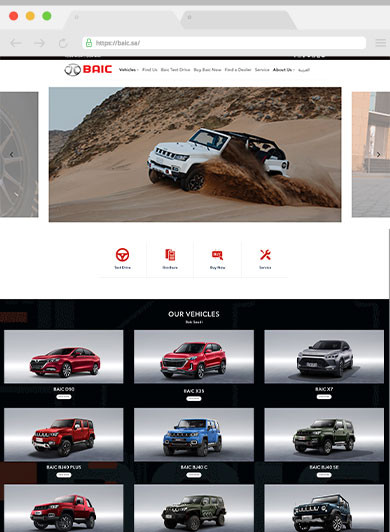 https://baic.sa/
BAIC
Vehicles
Find Us
Baic Test Drive
Buy Baic Now
Find a Dealer
Service
About Us
العربية
Test Drive
Brochure
Buy Now
Service
OUR VEHICLES
Baic Saudi
BAIC D50
BAIC X35
BAIC X7
BAIC BJ40 PLUS
BAIC BJ40 C
BAIC BJ40 SE